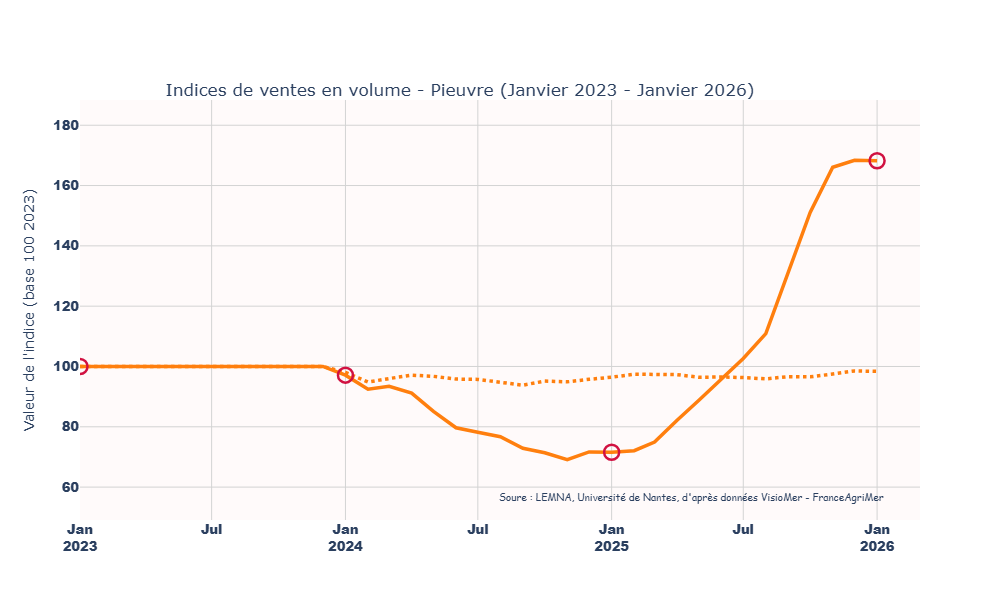 Indices de ventes en volume - Pieuvre (Janvier 2023 - Janvier 2026)
Valeur de l'indice (base 100 2023)
180
160
140
120
100
80
60
Soure : LEMNA, Université de Nantes, d'après données VisioMer - FranceAgriMer
Jan Jul Jan Jul Jan Jul Jan
2023 2024 2025 2026